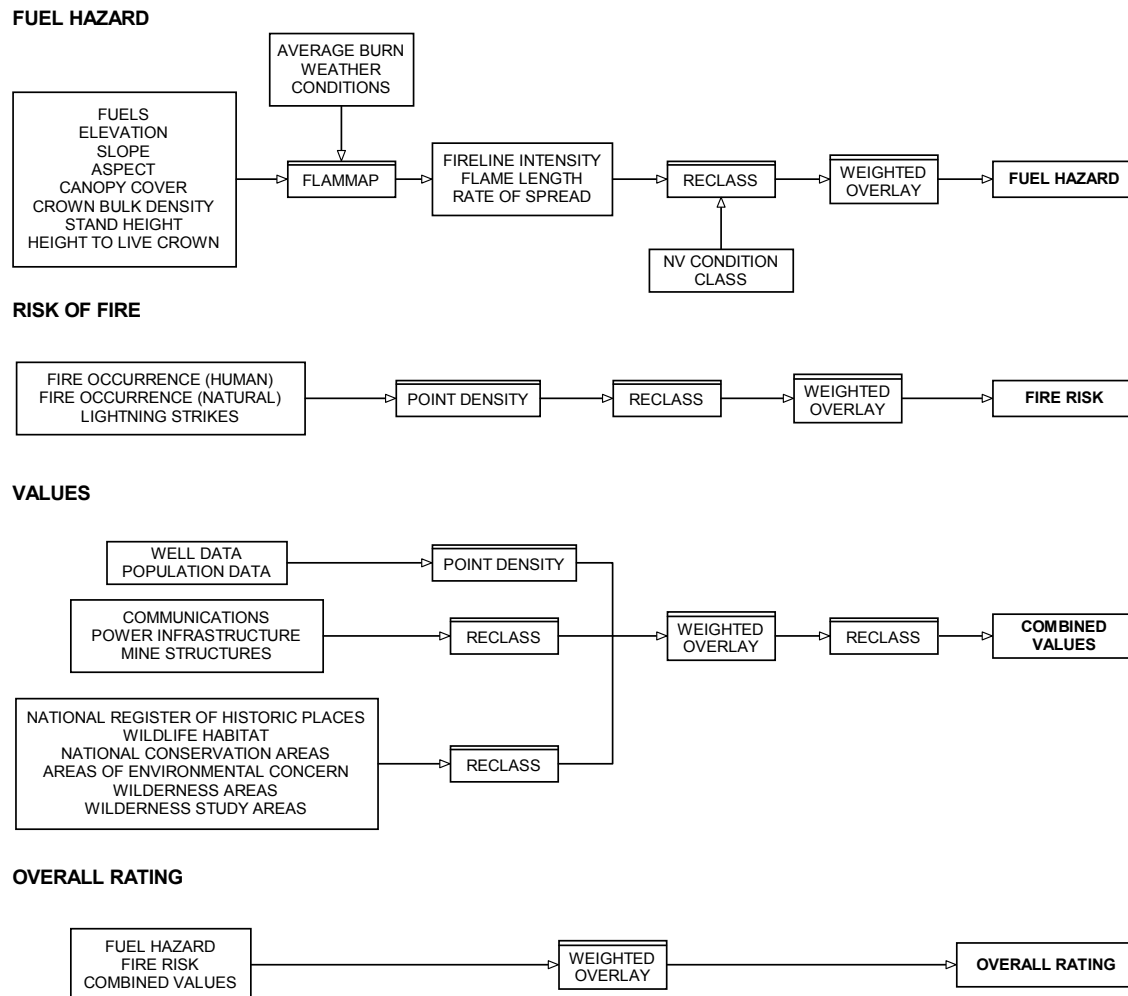 FUEL HAZARD
AVERAGE BURN
WEATHER
CONDITIONS
FUELS
ELEVATION
SLOPE
ASPECT
CANOPY COVER
CROWN BULK DENSITY
STAND HEIGHT
HEIGHT TO LIVE CROWN
FLAMMAP
FIRELINE INTENSITY
FLAME LENGTH
RATE OF SPREAD
RECLASS
WEIGHTED
OVERLAY
FUEL HAZARD
NV CONDITION
CLASS
RISK OF FIRE
FIRE OCCURRENCE (HUMAN)
FIRE OCCURRENCE (NATURAL)
LIGHTNING STRIKES
POINT DENSITY
RECLASS
WEIGHTED
OVERLAY
FIRE RISK
VALUES
WELL DATA
POPULATION DATA
POINT DENSITY
COMMUNICATIONS
POWER INFRASTRUCTURE
MINE STRUCTURES
RECLASS
WEIGHTED
OVERLAY
RECLASS
COMBINED
VALUES
NATIONAL REGISTER OF HISTORIC PLACES
WILDLIFE HABITAT
NATIONAL CONSERVATION AREAS
AREAS OF ENVIRONMENTAL CONCERN
WILDERNESS AREAS
WILDERNESS STUDY AREAS
RECLASS
OVERALL RATING
FUEL HAZARD
FIRE RISK
COMBINED VALUES
WEIGHTED
OVERLAY
OVERALL RATING